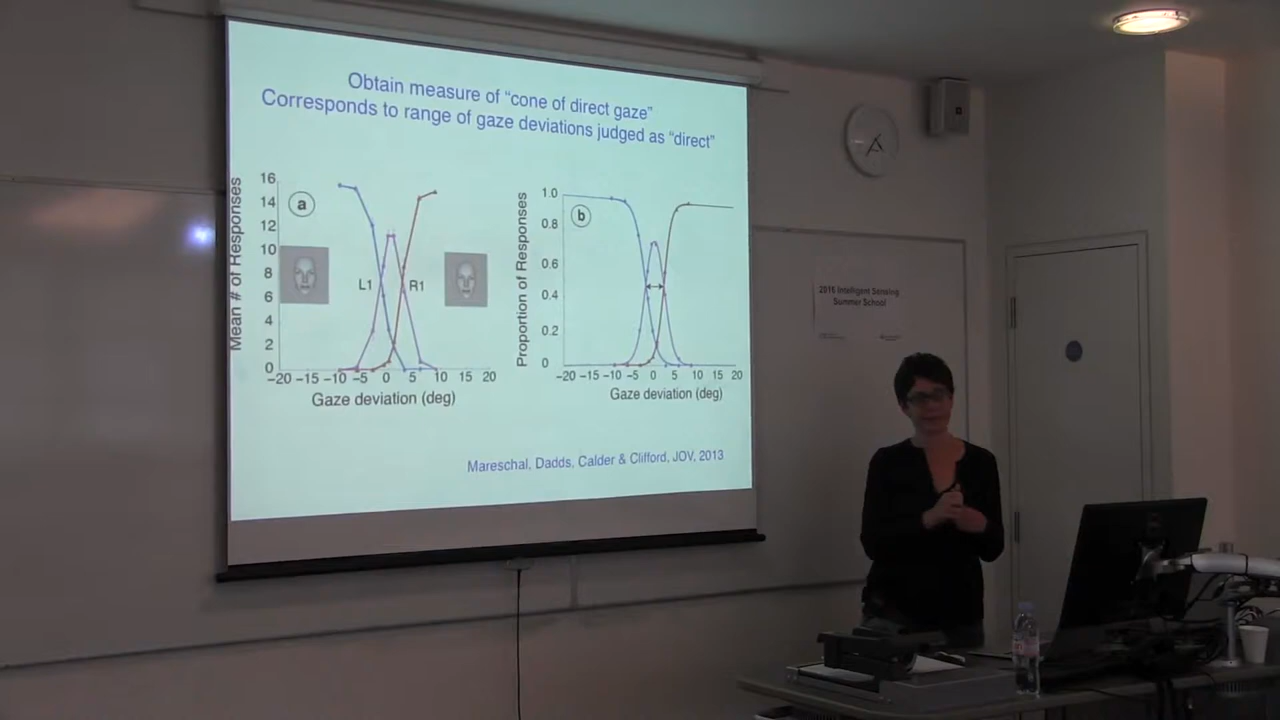 Obtain measure of “cone of direct gaze”
Corresponds to range of gaze deviations judged as “direct”
Mean # of Responses
16
14
12
10
8
6
4
2
0
a
L1
R1
−20 −15 −10 −5 0 5 10 15 20
Gaze deviation (deg)
Proportion of Responses
1.0
0.8
0.6
0.4
0.2
0
b
−20 −15 −10 −5 0 5 10 15 20
Gaze deviation (deg)
Mareschal, Dadds, Calder & Clifford, JOV, 2013
2016 Intelligent Sensing
Summer School